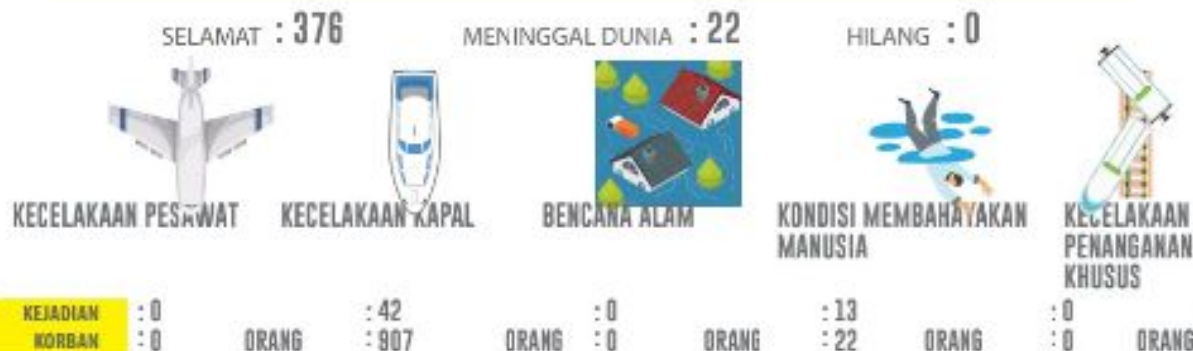 SELAMAT : 376 MENINGGAL DUNIA : 22 HILANG : 0
KECELAKAAN PESAWAT KECELAKAAN KAPAL BENCANA ALAM KONDISI MEMBAHAYAKAN MANUSIA KECELAKAAN PENANGANAN KHUSUS
KEJADIAN : 0 : 42 : 0 : 13 : 0
KORBAN : 0 ORANG : 907 ORANG : 0 ORANG : 22 ORANG : 0 ORANG